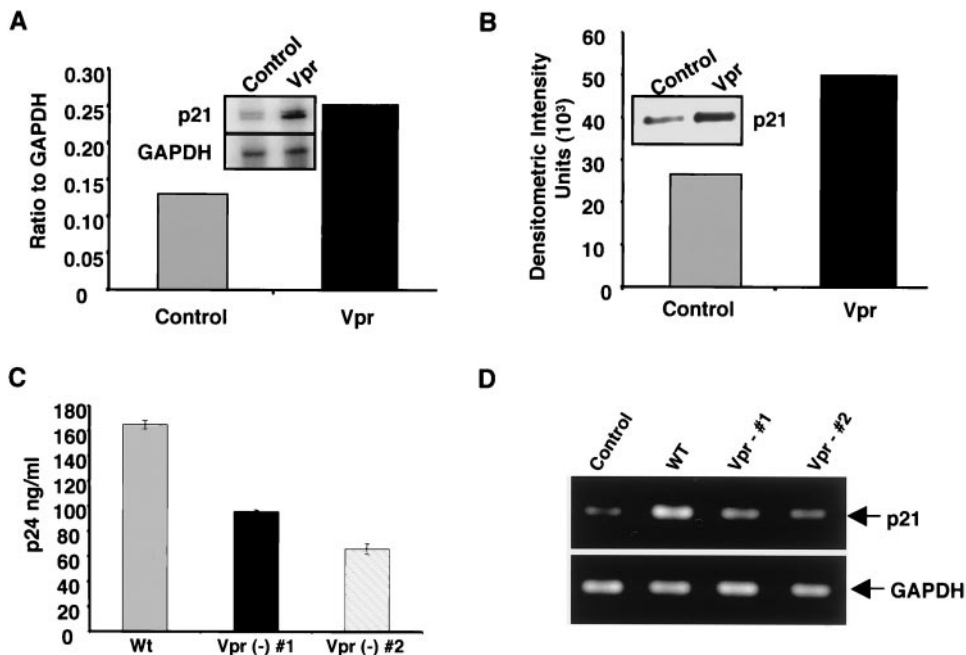 A
Ratio to GAPDH
0.30
0.25
0.20
0.15
0.10
0.05
0
Control
Vpr
p21
GAPDH
Control
Vpr
B
Densitometric Intensity
Units (10³)
60
50
40
30
20
10
0
Control
Vpr
p21
Control
Vpr
C
p24 ng/ml
180
160
140
120
100
80
60
40
20
0
Wt
Vpr (-) #1
Vpr (-) #2
D
Control
WT
Vpr - #1
Vpr - #2
p21
GAPDH